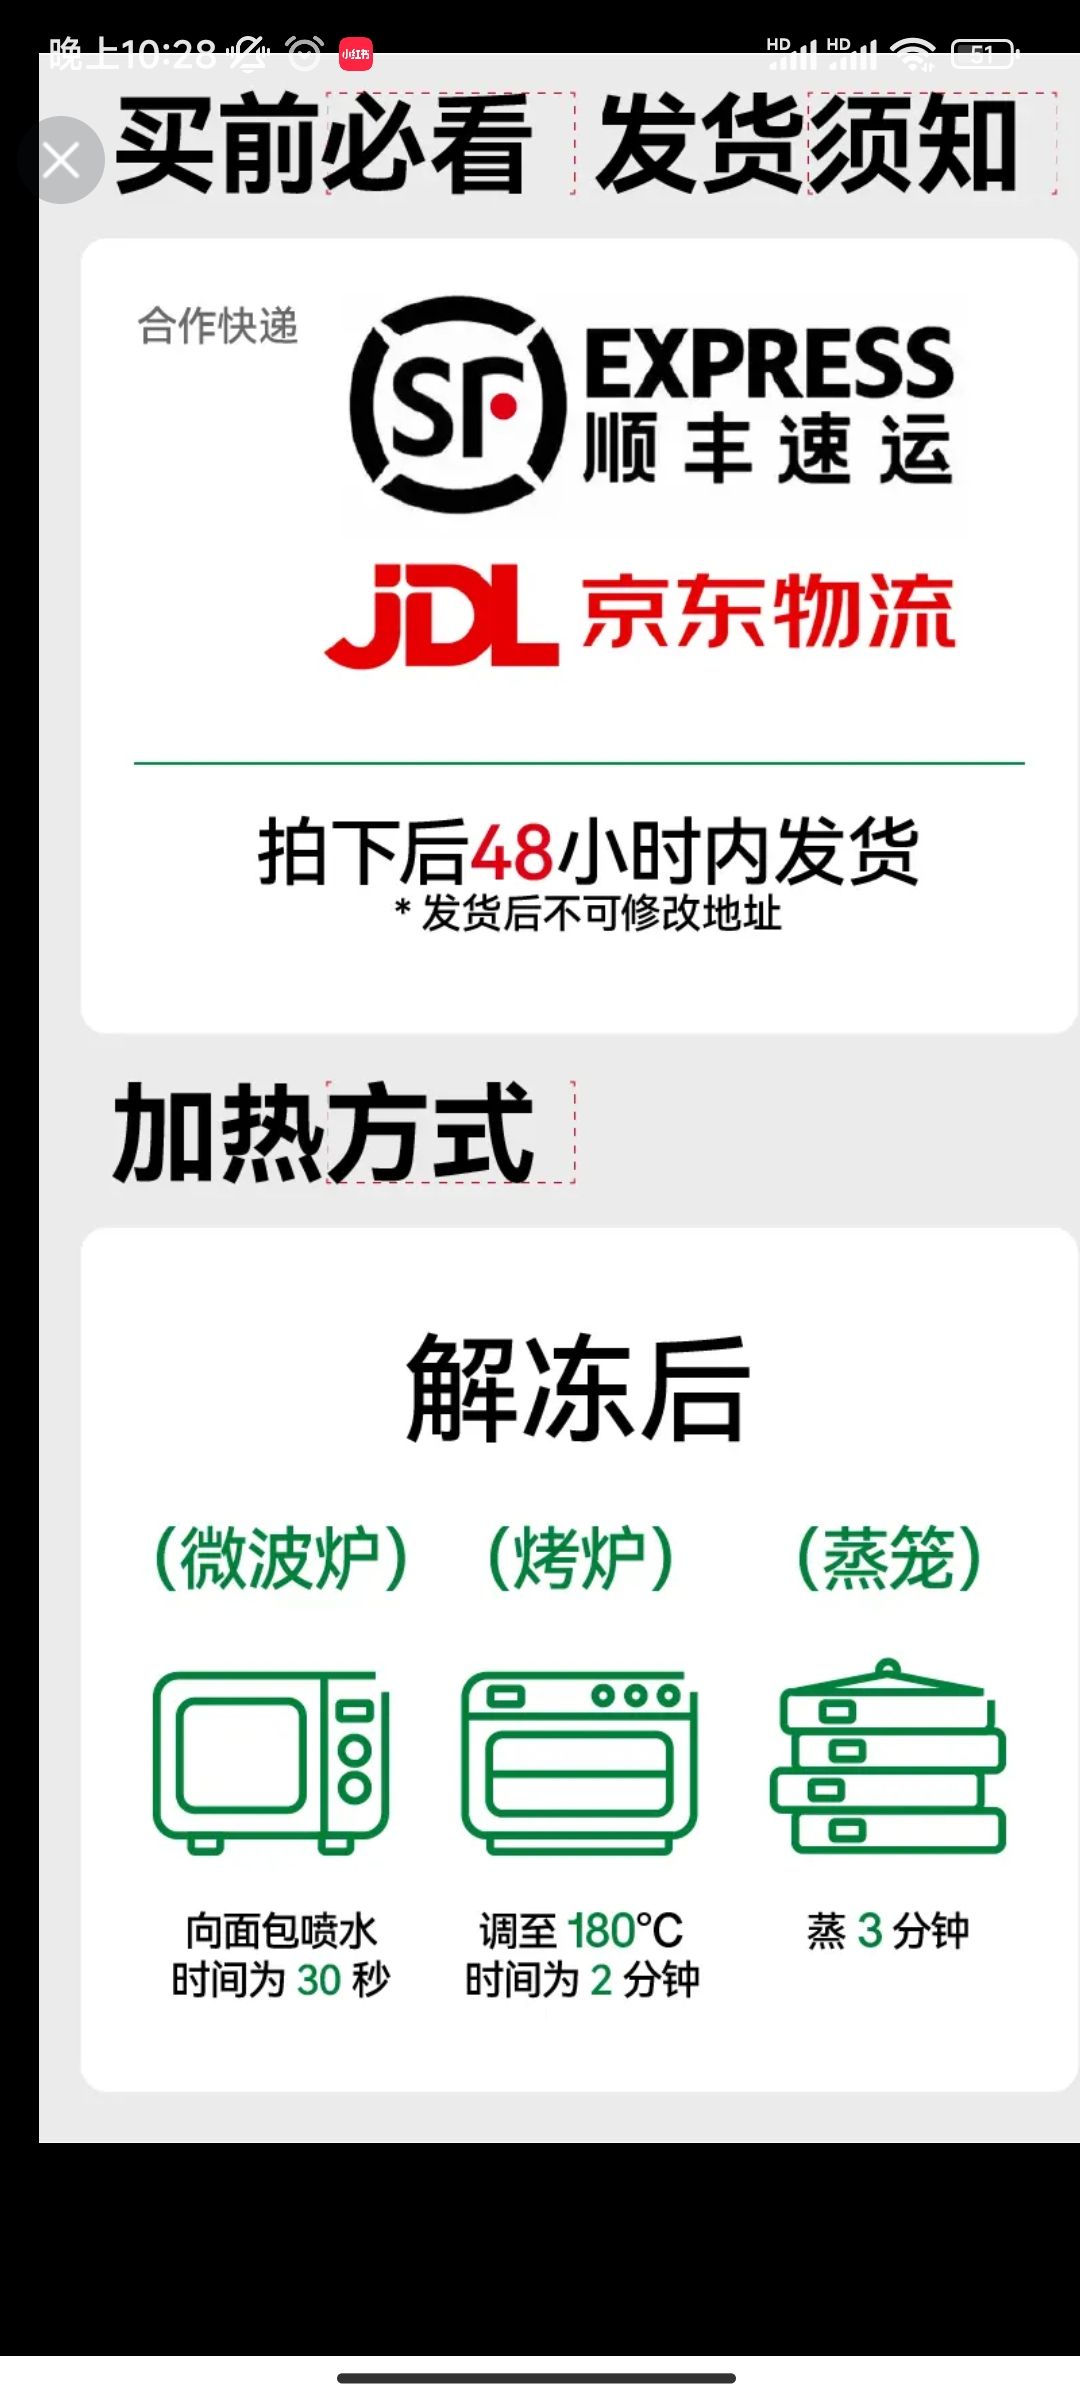 晚上10:28
小红书
HD HD 51
买前必看 发货须知
合作快递
SF EXPRESS
顺丰速运
JDL 京东物流
拍下后48小时内发货
* 发货后不可修改地址
加热方式
解冻后
（微波炉） （烤炉） （蒸笼）
向面包喷水
时间为 30 秒
调至 180°C
时间为 2 分钟
蒸 3 分钟